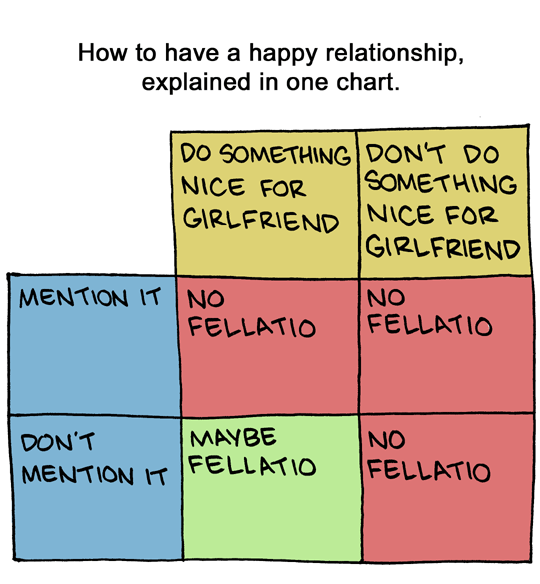 How to have a happy relationship,
explained in one chart.
DO SOMETHING
NICE FOR
GIRLFRIEND
DON'T DO
SOMETHING
NICE FOR
GIRLFRIEND
MENTION IT
NO
FELLATIO
NO
FELLATIO
DON'T
MENTION IT
MAYBE
FELLATIO
NO
FELLATIO